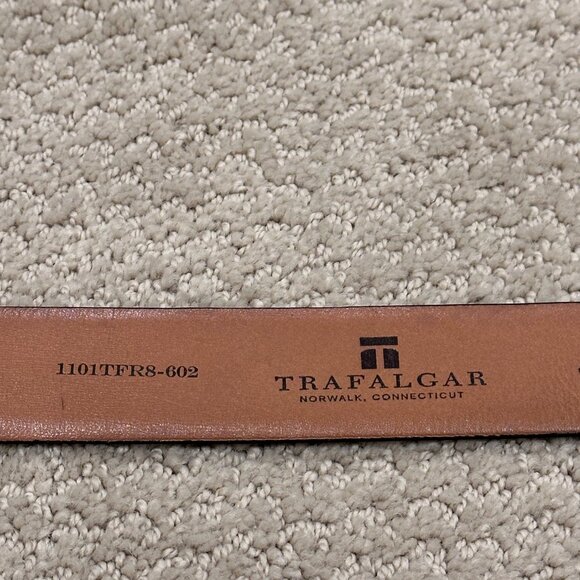 1101TFR8-602
TRAFALGAR
NORWALK, CONNECTICUT